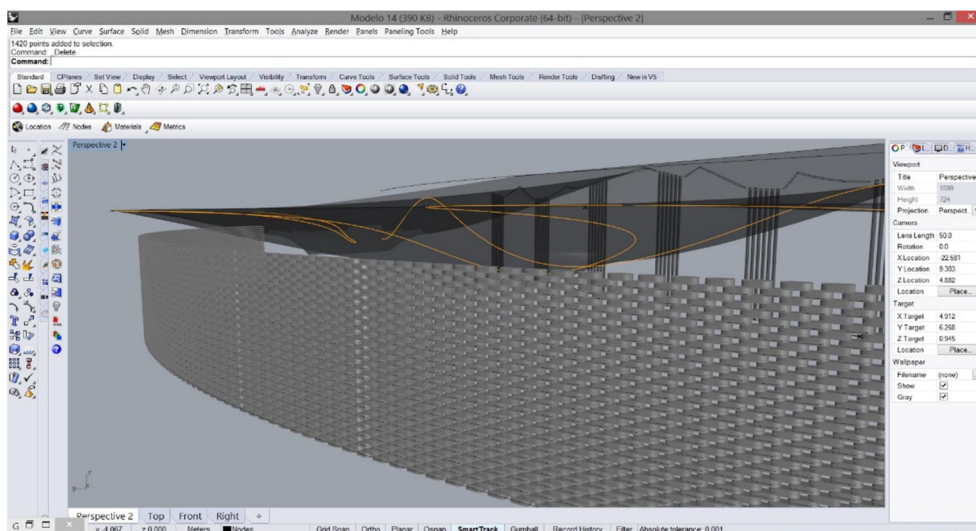 Modelo 14 (390 KB) - Rhinoceros Corporate (64-bit) - [Perspective 2]
File Edit View Curve Surface Solid Mesh Dimension Transform Tools Analyze Render Panels Paneling Tools Help
1420 points added to selection.
Command: _Delete
Command:
Standard CPlanes Set View Display Select Viewport Layout Visibility Transform Curve Tools Surface Tools Solid Tools Mesh Tools Render Tools Drafting New in V5
Location Nodes Materials Metrics
Perspective 2
P... L... D... H...
Viewport
Title Perspective
Width 1599
Height 724
Projection Perspect...
Camera
Lens Length 50.0
Rotation 0.0
X Location -22.581
Y Location 9.303
Z Location 4.882
Location Place...
Target
X Target 4.912
Y Target 6.268
Z Target 0.945
Location Place...
Wallpaper
Filename (none)
Show
Gray
z
y
Perspective 2 Top Front Right
y -4.067 z 0.000 Meters Nodes Grid Snap Ortho Planar Osnap SmartTrack Gumball Record History Filter Absolute tolerance: 0.001